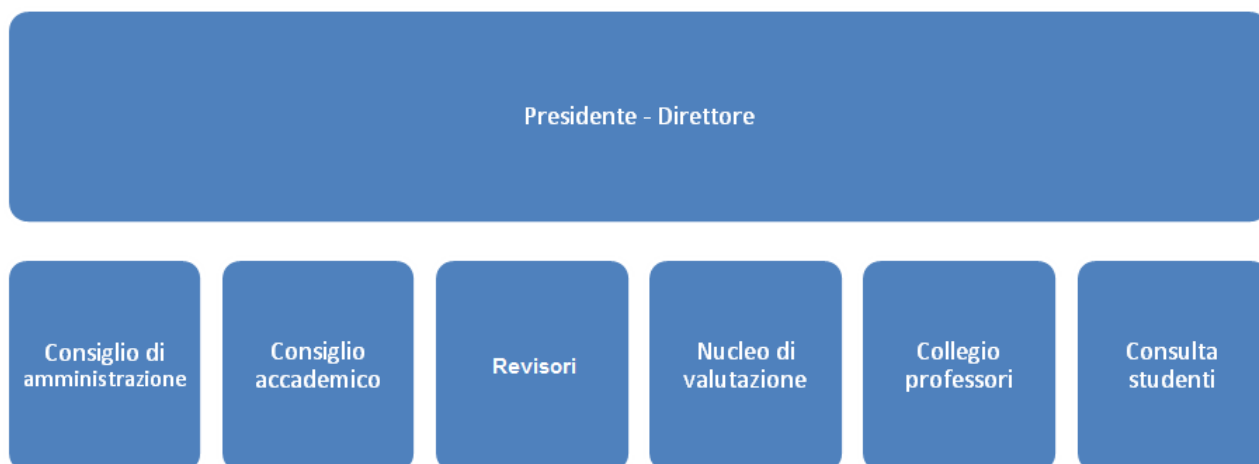 Presidente - Direttore
Consiglio di
amministrazione
Consiglio
accademico
Revisori
Nucleo di
valutazione
Collegio
professori
Consulta
studenti